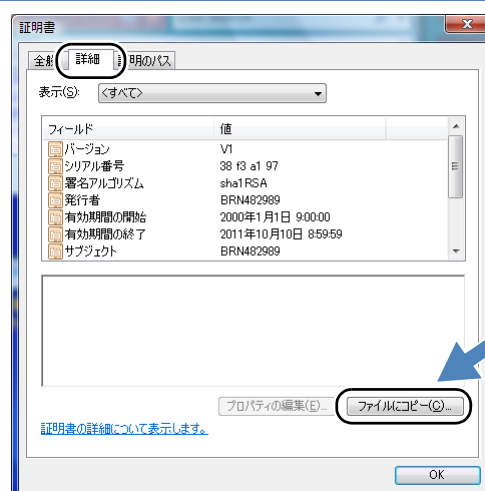 証明書
全般 詳細 証明のパス
表示(S): <すべて>
フィールド 値
バージョン V1
シリアル番号 38 f3 a1 97
署名アルゴリズム sha1RSA
発行者 BRN482989
有効期間の開始 2000年1月1日 9:00:00
有効期間の終了 2011年10月10日 8:59:59
サブジェクト BRN482989
プロパティの編集(E)... ファイルにコピー(C)...
証明書の詳細について表示します。
OK